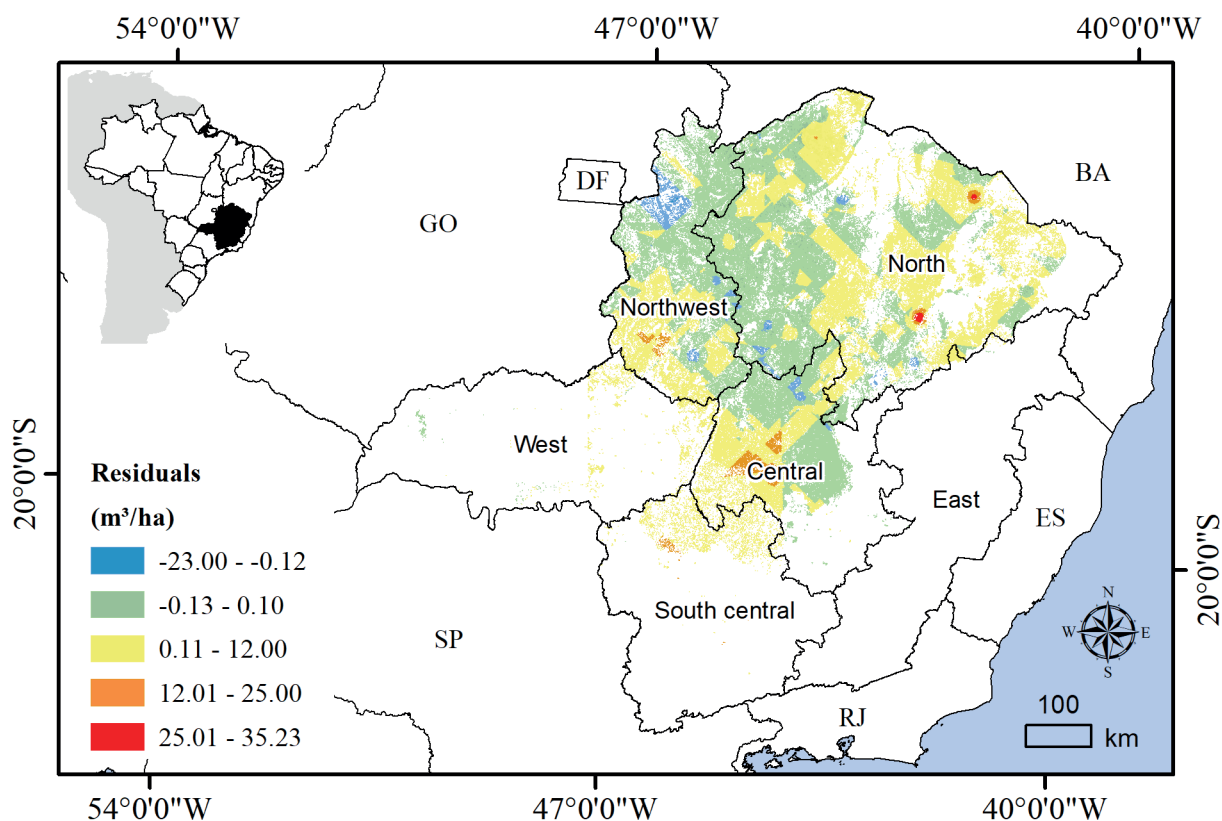 54°0'0"W 47°0'0"W 40°0'0"W
DF
BA
GO
North
Northwest
West
Central
East
ES
20°0'0"S
20°0'0"S
South central
SP
RJ
Residuals
(m³/ha)
-23.00 - -0.12
-0.13 - 0.10
0.11 - 12.00
12.01 - 25.00
25.01 - 35.23
N
W E
S
100
km
54°0'0"W 47°0'0"W 40°0'0"W